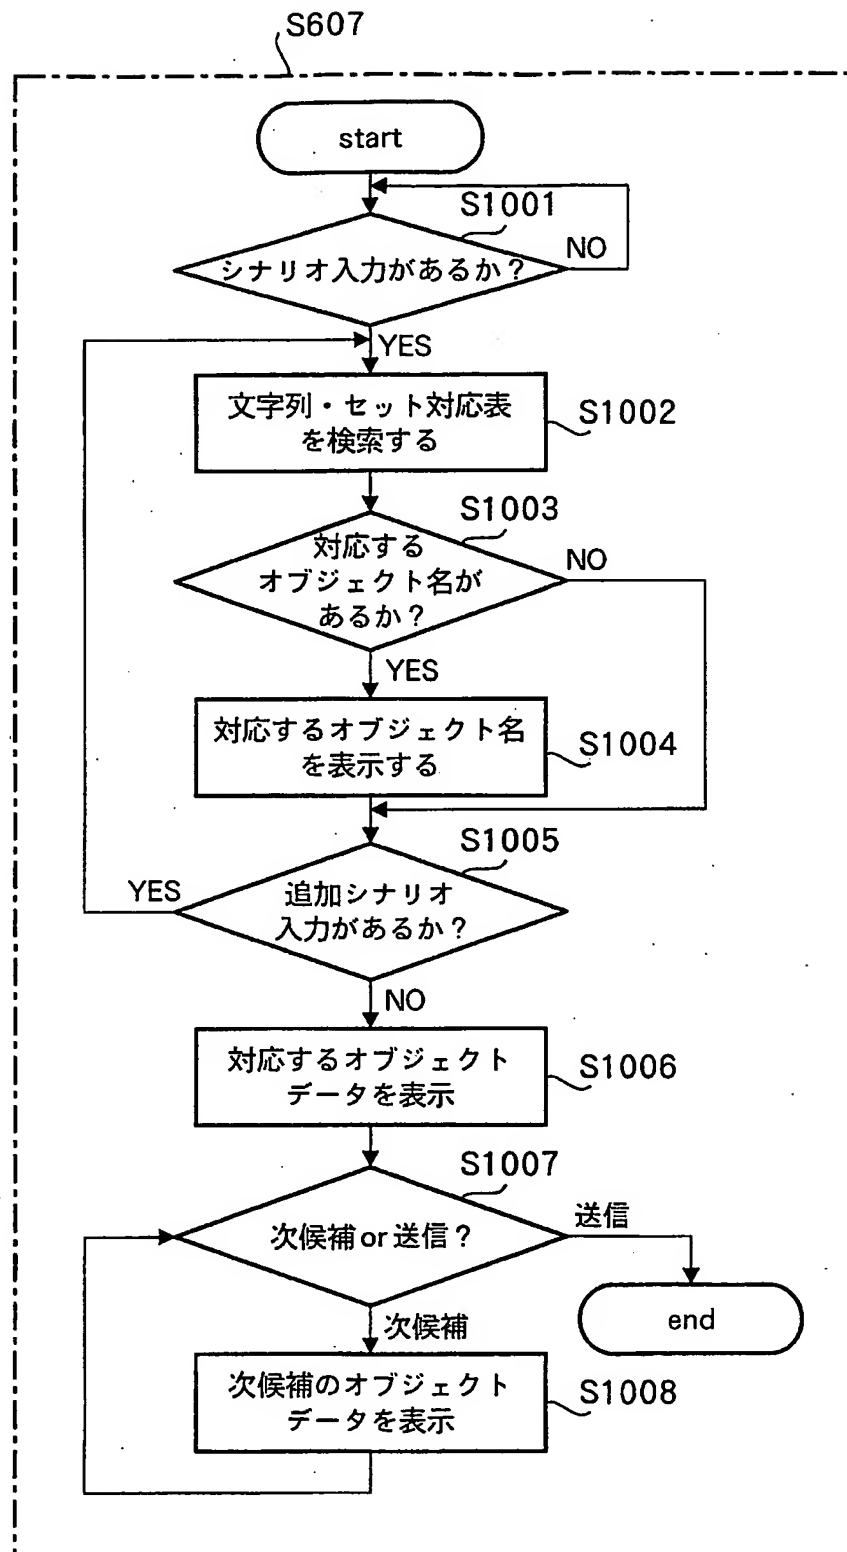 S607
start
S1001
シナリオ入力があるか?
NO
YES
文字列・セット対応表
を検索する
S1002
S1003
対応する
オブジェクト名が
あるか?
NO
YES
対応するオブジェクト名
を表示する
S1004
S1005
追加シナリオ
入力があるか?
YES
NO
対応するオブジェクト
データを表示
S1006
S1007
次候補or送信?
送信
end
次候補
次候補のオブジェクト
データを表示
S1008